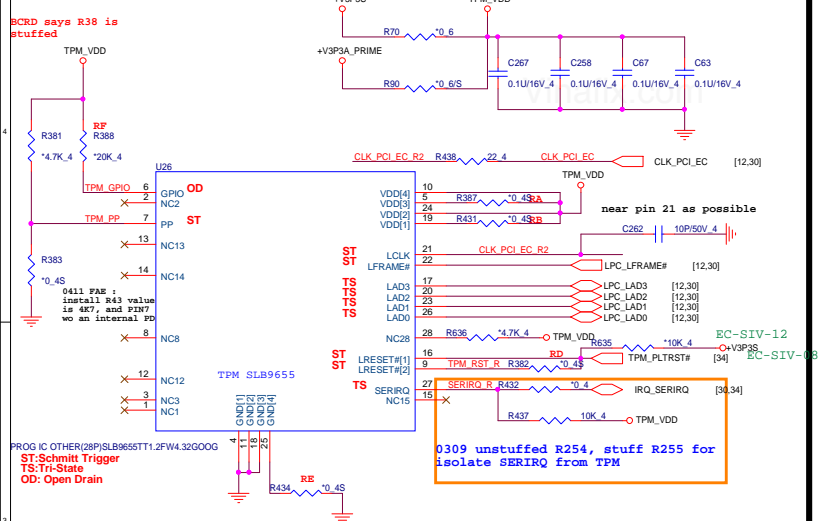 BCRD says R38 is
stuffed
TPM_VDD
+V3P3S
TPM_VDD
R70
*0_6
+V3P3A_PRIME
R90
*0_6/S
C267
0.1U/16V_4
C258
0.1U/16V_4
C67
0.1U/16V_4
C63
0.1U/16V_4
4
R381
*4.7K_4
RF
R388
*20K_4
U26
CLK_PCI_EC_R2
R438
22_4
CLK_PCI_EC
CLK_PCI_EC
[12,30]
TPM_VDD
TPM_GPIO
6
GPIO
OD
2
NC2
TPM_PP
7
PP
ST
13
NC13
14
NC14
8
NC8
12
NC12
3
NC3
1
NC1
R383
*0_4S
0411 FAE :
install R43 value
is 4K7, and PIN7
wo an internal PD
VDD[4]
10
VDD[3]
5
R387
*0_4S
RA
VDD[2]
24
VDD[1]
19
R431
*0_4S
RB
near pin 21 as possible
C262
10P/50V_4
ST
LCLK
21
CLK_PCI_EC_R2
ST
LFRAME#
22
LPC_LFRAME#
[12,30]
TS
LAD3
17
LPC_LAD3
[12,30]
TS
LAD2
20
LPC_LAD2
[12,30]
TS
LAD1
23
LPC_LAD1
[12,30]
TS
LAD0
26
LPC_LAD0
[12,30]
NC28
28
R636
*4.7K_4
TPM_VDD
EC-SIV-12
R635
*10K_4
+V3P3S
ST
LRESET#[1]
16
RD
TPM_PLTRST#
[34]
EC-SIV-08
ST
LRESET#[2]
9
TPM_RST_R
R382
*0_4S
TS
SERIRQ
27
SERIRQ_R
R432
*0_4
IRQ_SERIRQ
[30,34]
NC15
15
R437
10K_4
TPM_VDD
TPM SLB9655
GND[1]
GND[2]
GND[3]
GND[4]
4
11
18
25
0309 unstuffed R254, stuff R255 for
isolate SERIRQ from TPM
PROG IC OTHER(28P)SLB9655TT1.2FW4.32GOOG
ST:Schmitt Trigger
TS:Tri-State
OD: Open Drain
RE
R434
*0_4S
3